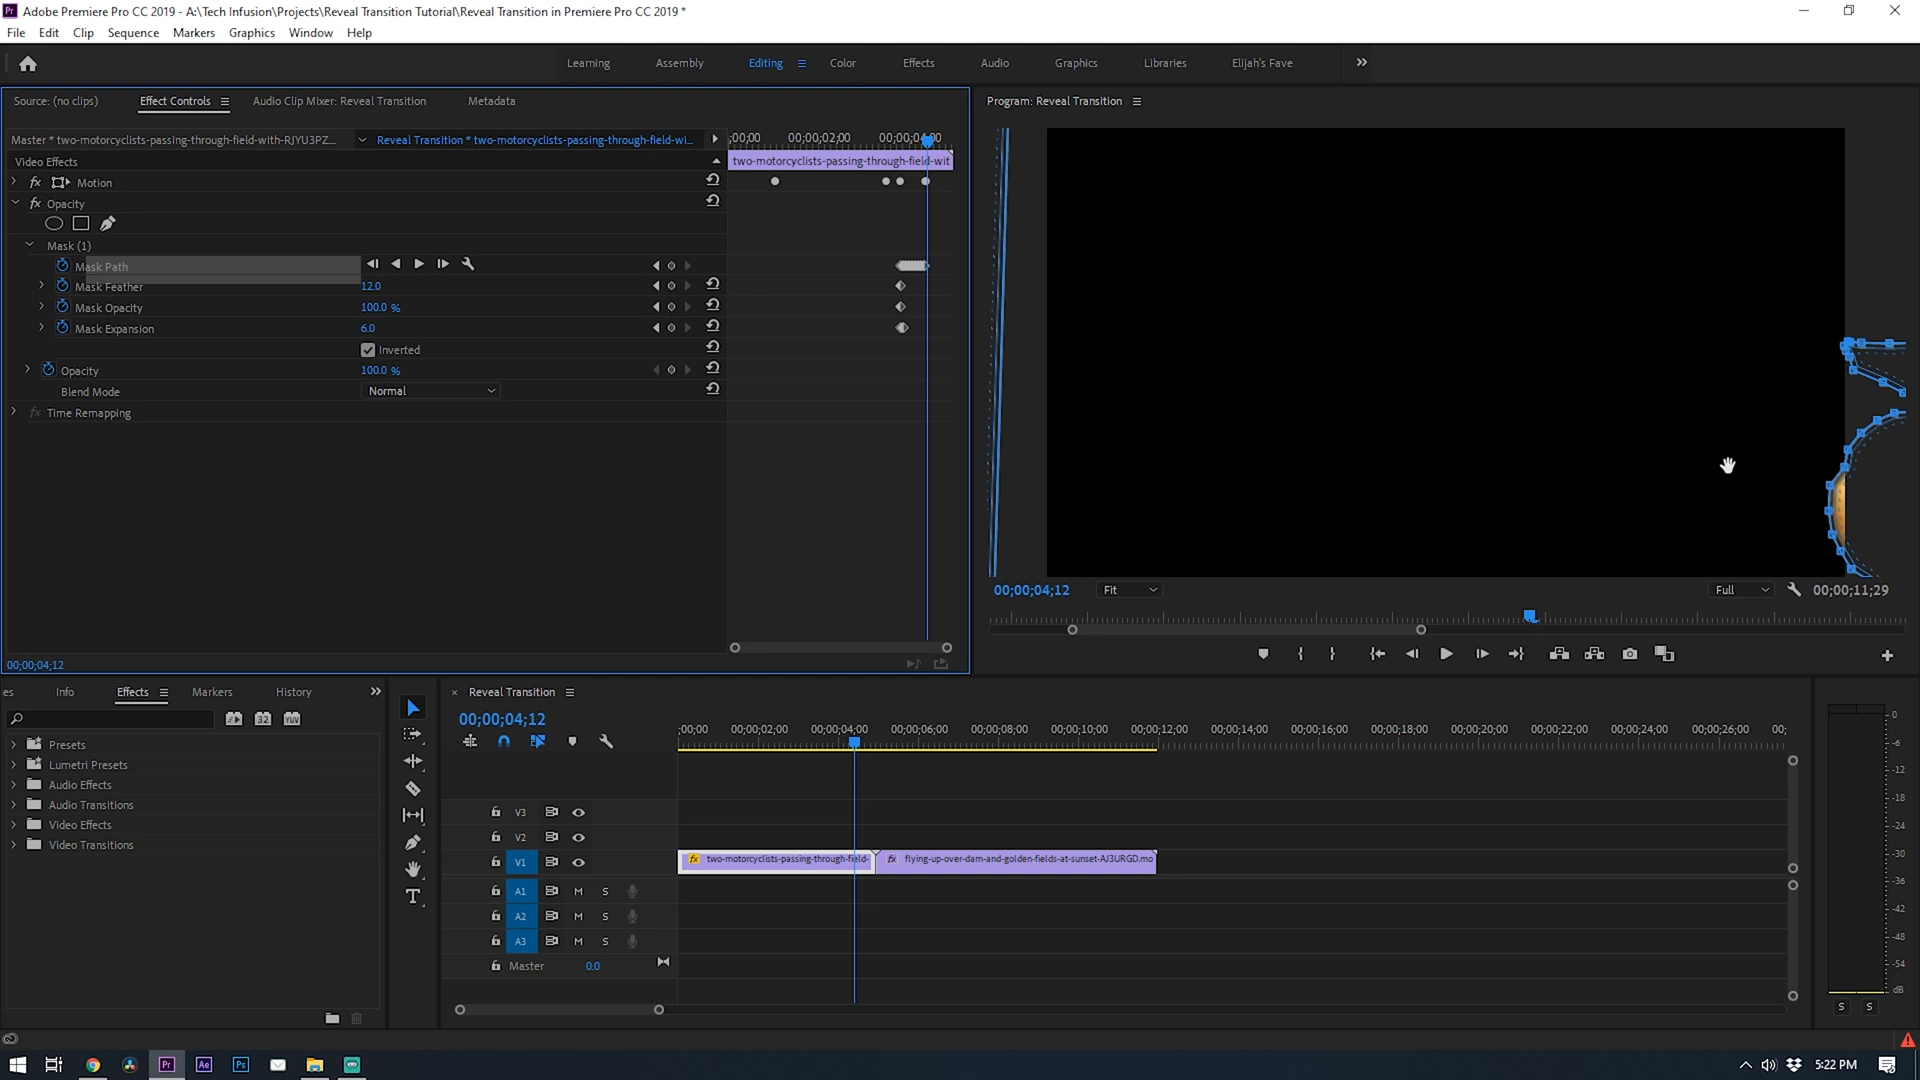 Adobe Premiere Pro CC 2019 - A:\Tech Infusion\Projects\Reveal Transition Tutorial\Reveal Transition in Premiere Pro CC 2019 *
File Edit Clip Sequence Markers Graphics Window Help
Learning Assembly Editing Color Effects Audio Graphics Libraries Elijah's Fave
Source: (no clips) Effect Controls Audio Clip Mixer: Reveal Transition Metadata
Program: Reveal Transition
Master * two-motorcyclists-passing-through-field-with-RJYU3PZ... Reveal Transition * two-motorcyclists-passing-through-field-wi...
;00;00 00;00;02;00 00;00;04;00
Video Effects
two-motorcyclists-passing-through-field-wit
fx Motion
fx Opacity
Mask (1)
Mask Path
Mask Feather 12.0
Mask Opacity 100.0 %
Mask Expansion 6.0
Inverted
Opacity 100.0 %
Blend Mode Normal
fx Time Remapping
00;00;04;12 Fit Full 00;00;11;29
00;00;04;12
es Info Effects Markers History
32 YUV
Presets
Lumetri Presets
Audio Effects
Audio Transitions
Video Effects
Video Transitions
× Reveal Transition
00;00;04;12
;00;00 00;00;02;00 00;00;04;00 00;00;06;00 00;00;08;00 00;00;10;00 00;00;12;00 00;00;14;00 00;00;16;00 00;00;18;00 00;00;20;00 00;00;22;00 00;00;24;00 00;00;26;00 00;
V3
V2
V1 fx two-motorcyclists-passing-through-field- fx flying-up-over-dam-and-golden-fields-at-sunset-AJ3URGD.mo
A1 M S
A2 M S
A3 M S
Master 0.0
0
-6
-12
-18
-24
-30
-36
-42
-48
-54
dB
S S
Pr Ae Ps
5:22 PM